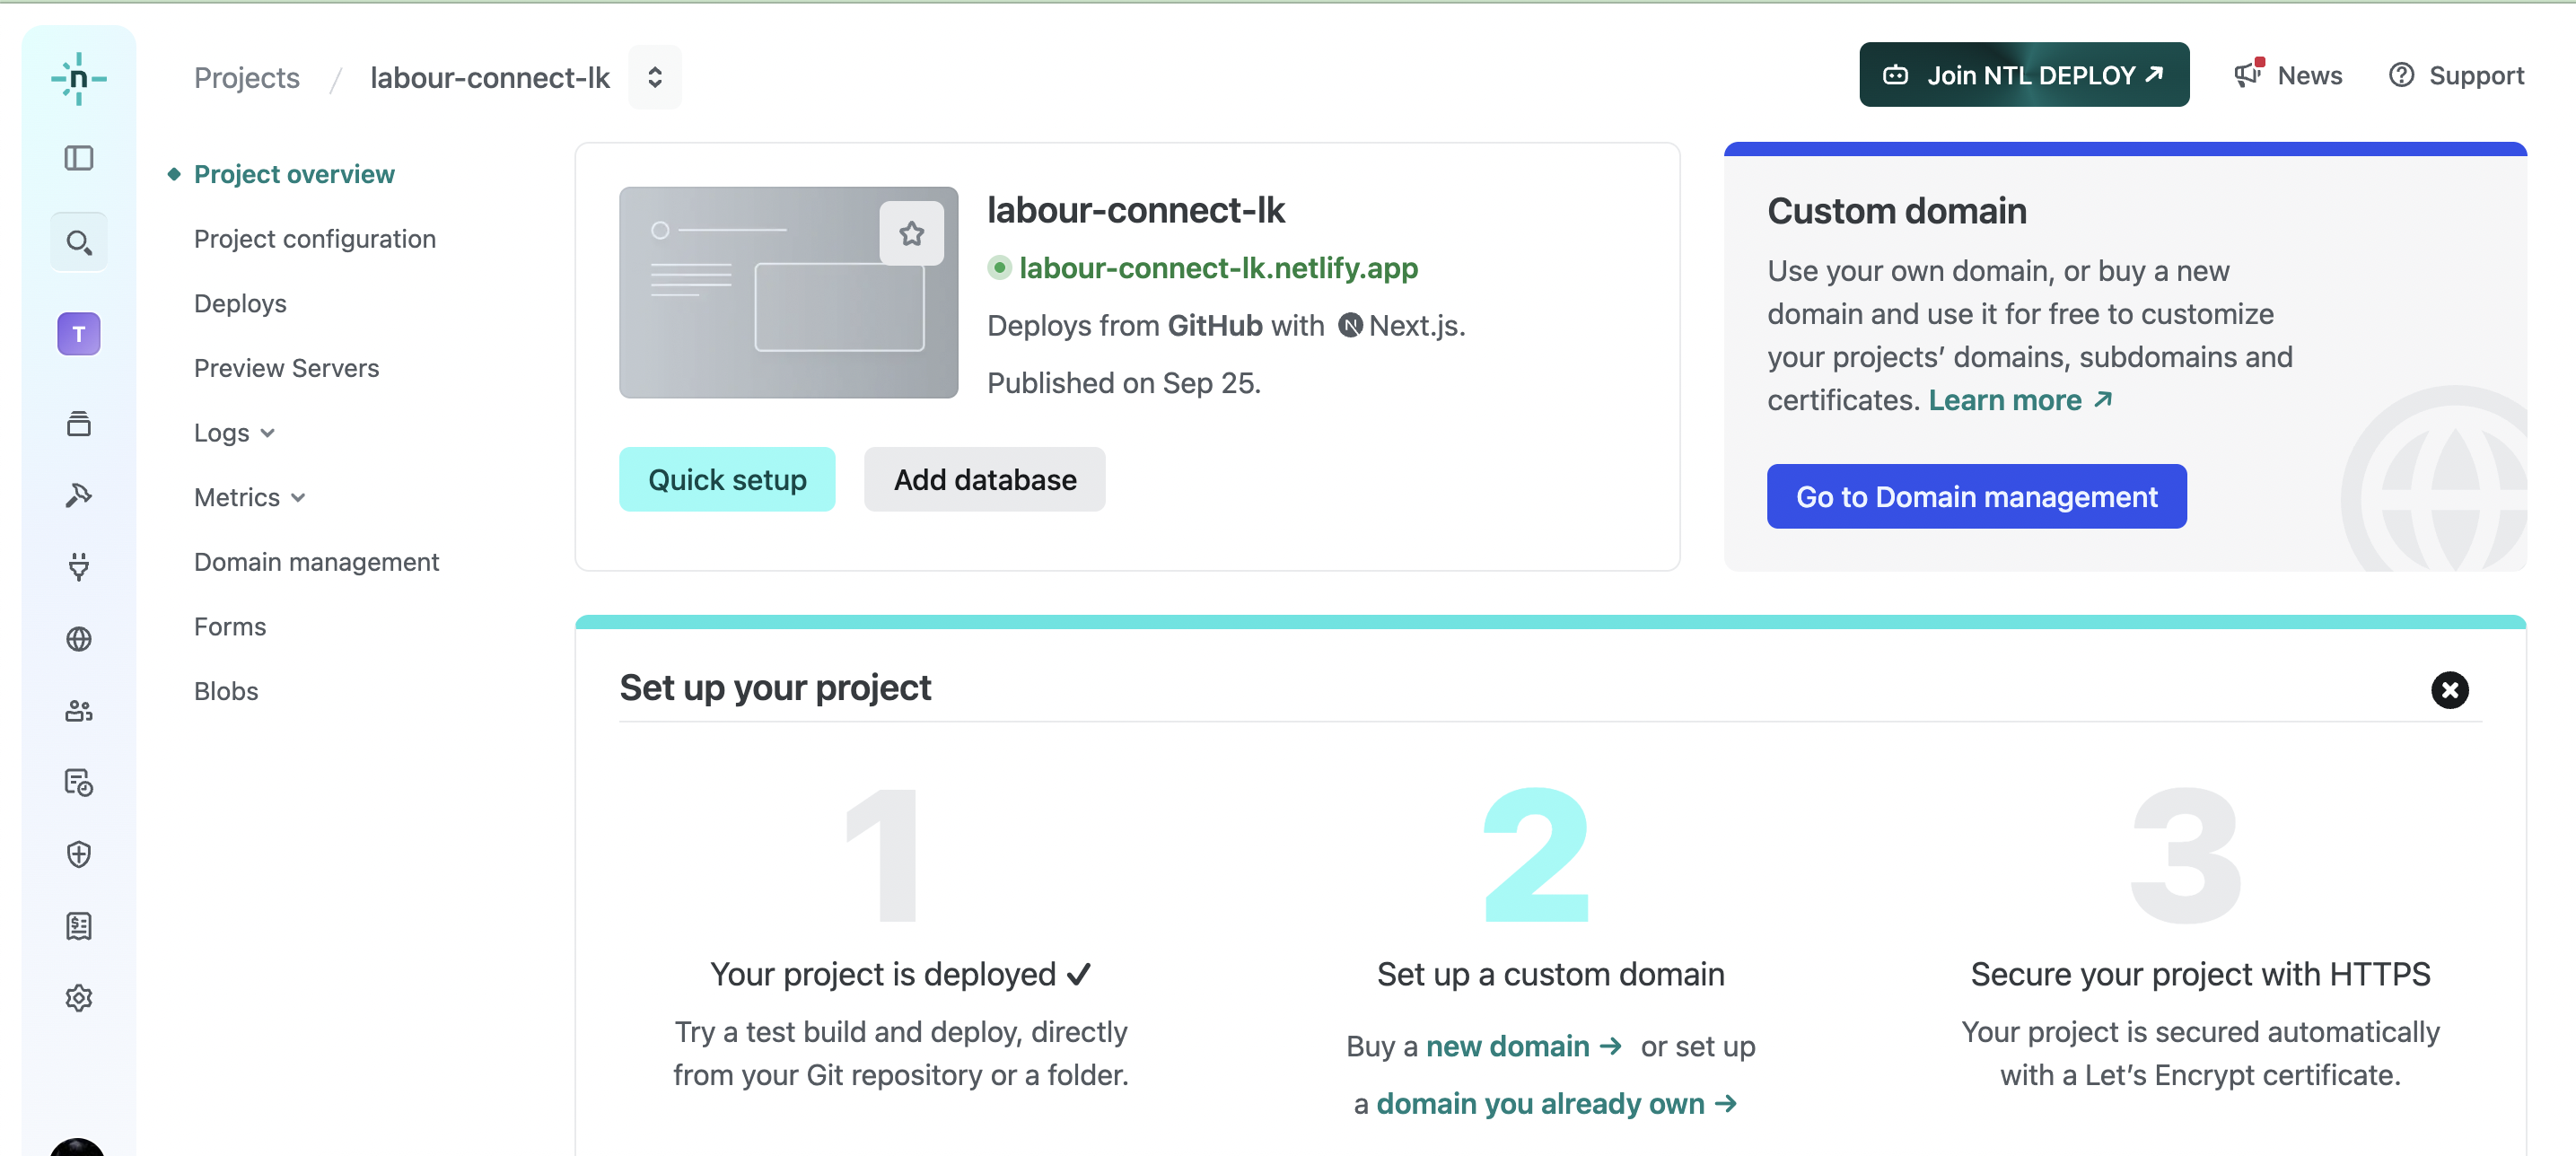 Projects / labour-connect-lk
Join NTL DEPLOY
News
Support
n
T
Project overview
Project configuration
Deploys
Preview Servers
Logs
Metrics
Domain management
Forms
Blobs
labour-connect-lk
labour-connect-lk.netlify.app
Deploys from GitHub with N Next.js.
Published on Sep 25.
Quick setup
Add database
Custom domain
Use your own domain, or buy a new
domain and use it for free to customize
your projects’ domains, subdomains and
certificates. Learn more
Go to Domain management
Set up your project
1
Your project is deployed
Try a test build and deploy, directly
from your Git repository or a folder.
2
Set up a custom domain
Buy a new domain → or set up
a domain you already own →
3
Secure your project with HTTPS
Your project is secured automatically
with a Let’s Encrypt certificate.